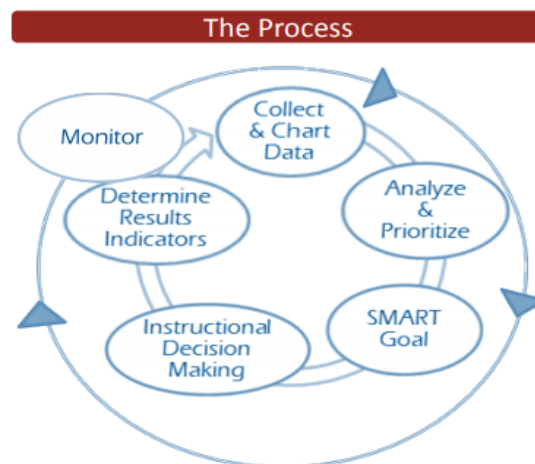 The Process
Collect
& Chart
Data
Analyze
&
Prioritize
SMART
Goal
Instructional
Decision
Making
Determine
Results
Indicators
Monitor